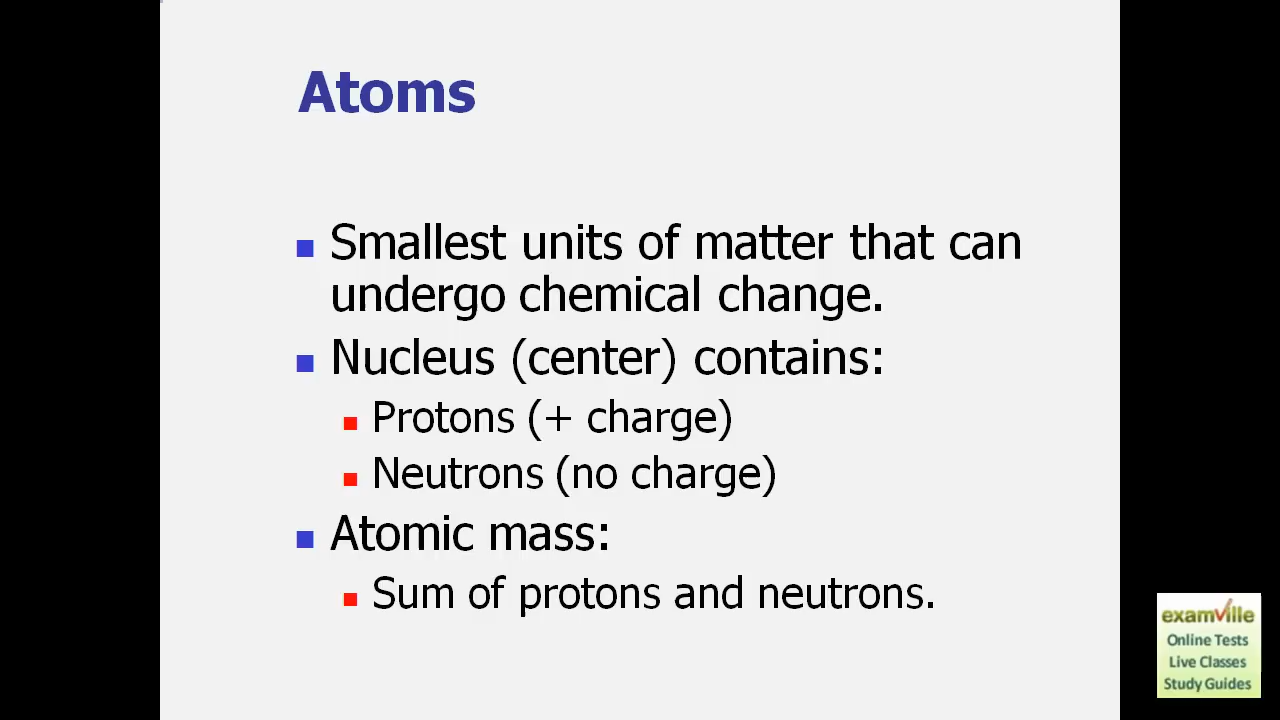 Atoms
Smallest units of matter that can
undergo chemical change.
Nucleus (center) contains:
Protons (+ charge)
Neutrons (no charge)
Atomic mass:
Sum of protons and neutrons.
examville
Online Tests
Live Classes
Study Guides